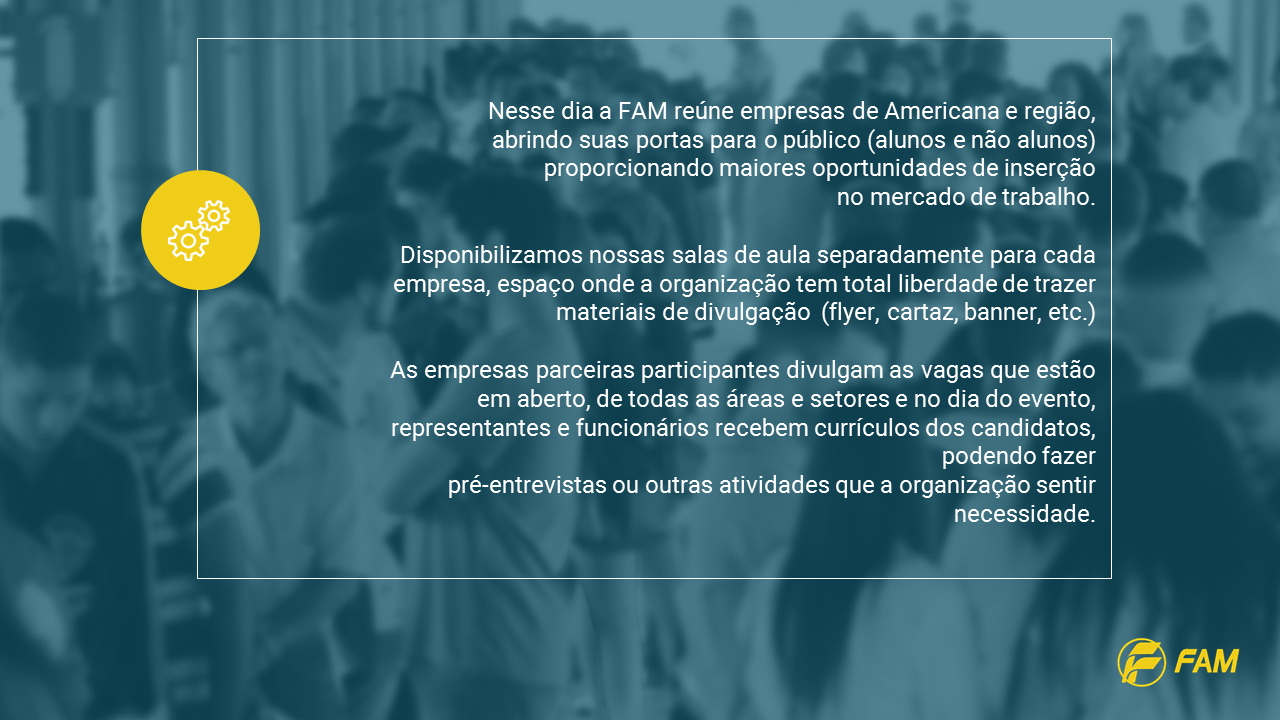 Nesse dia a FAM reúne empresas de Americana e região,
abrindo suas portas para o público (alunos e não alunos)
proporcionando maiores oportunidades de inserção
no mercado de trabalho.
Disponibilizamos nossas salas de aula separadamente para cada
empresa, espaço onde a organização tem total liberdade de trazer
materiais de divulgação (flyer, cartaz, banner, etc.)
As empresas parceiras participantes divulgam as vagas que estão
em aberto, de todas as áreas e setores e no dia do evento,
representantes e funcionários recebem currículos dos candidatos,
podendo fazer
pré-entrevistas ou outras atividades que a organização sentir
necessidade.
FAM